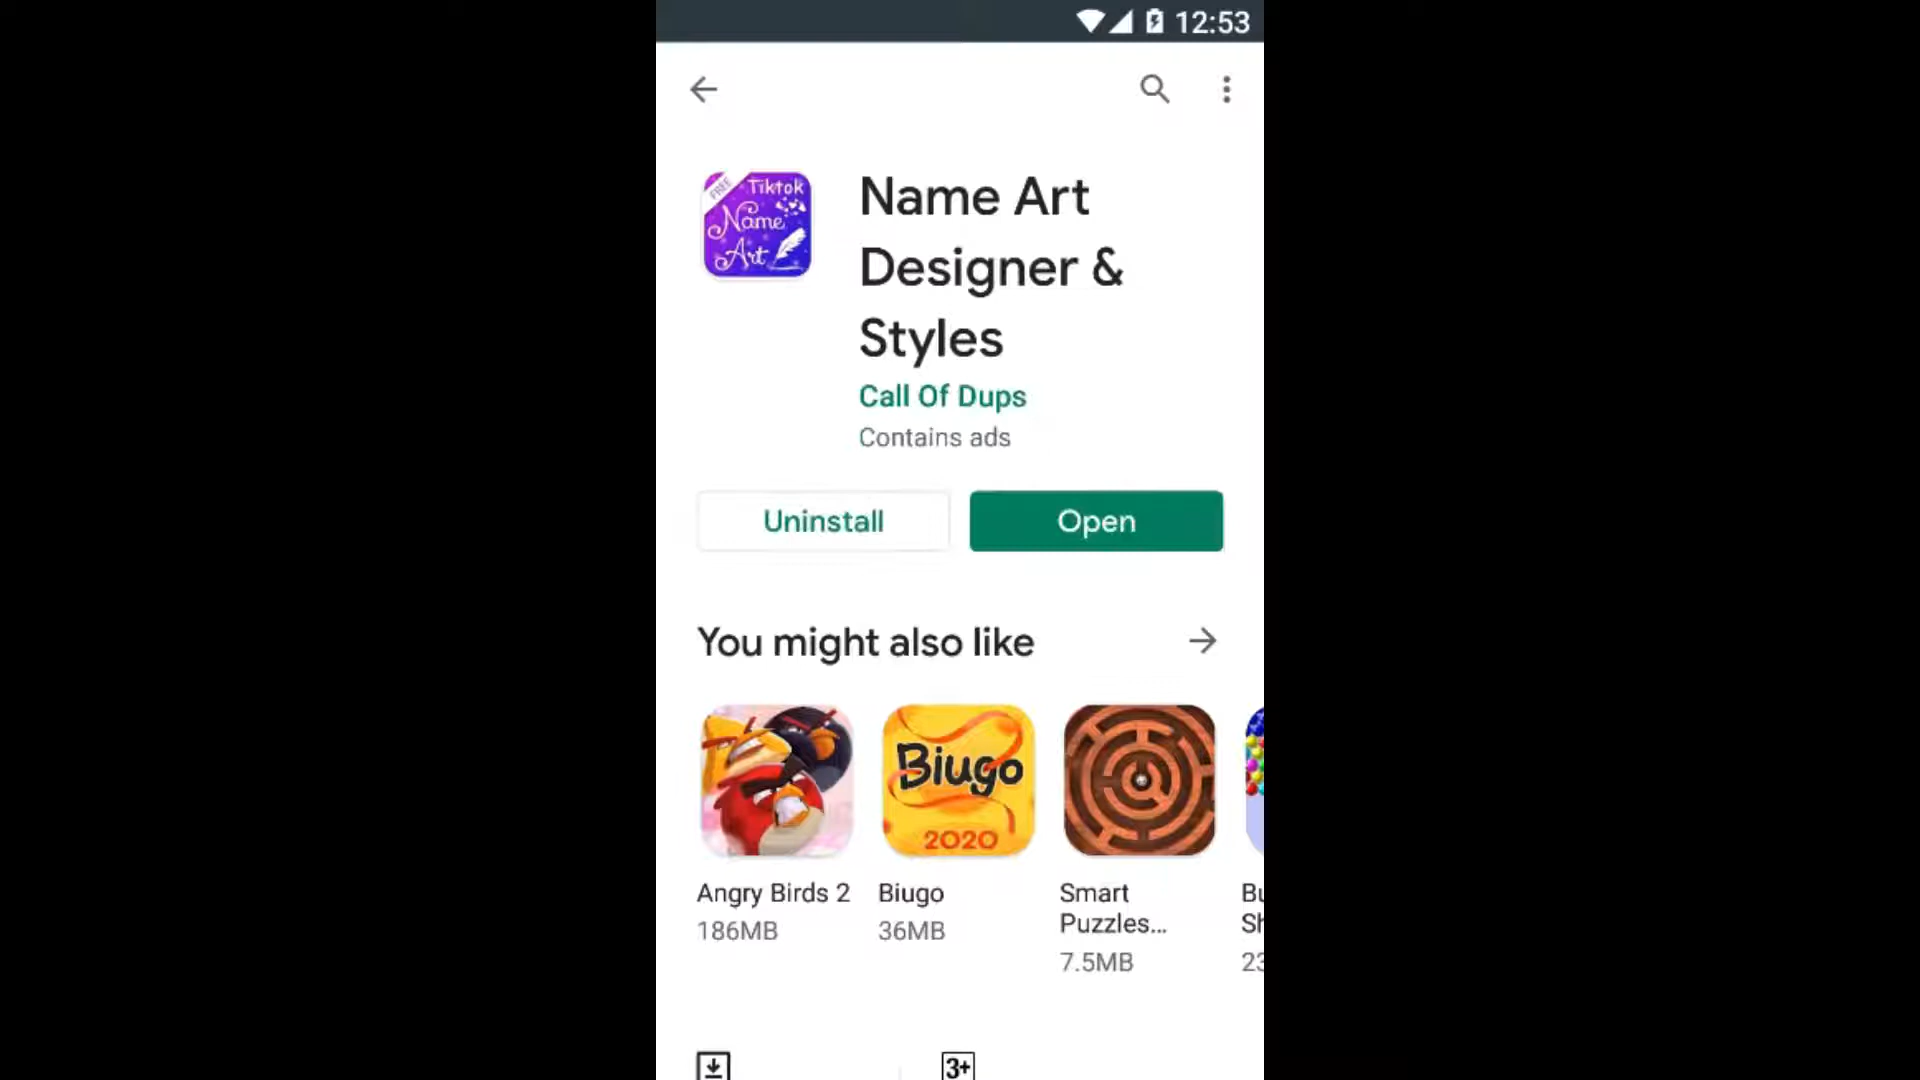 12:53
FREE
Tiktok
Name
Art
Name Art
Designer &
Styles
Call Of Dups
Contains ads
Uninstall
Open
You might also like
Biugo
2020
Angry Birds 2
Biugo
Smart
Puzzles...
186MB
36MB
7.5MB
3+